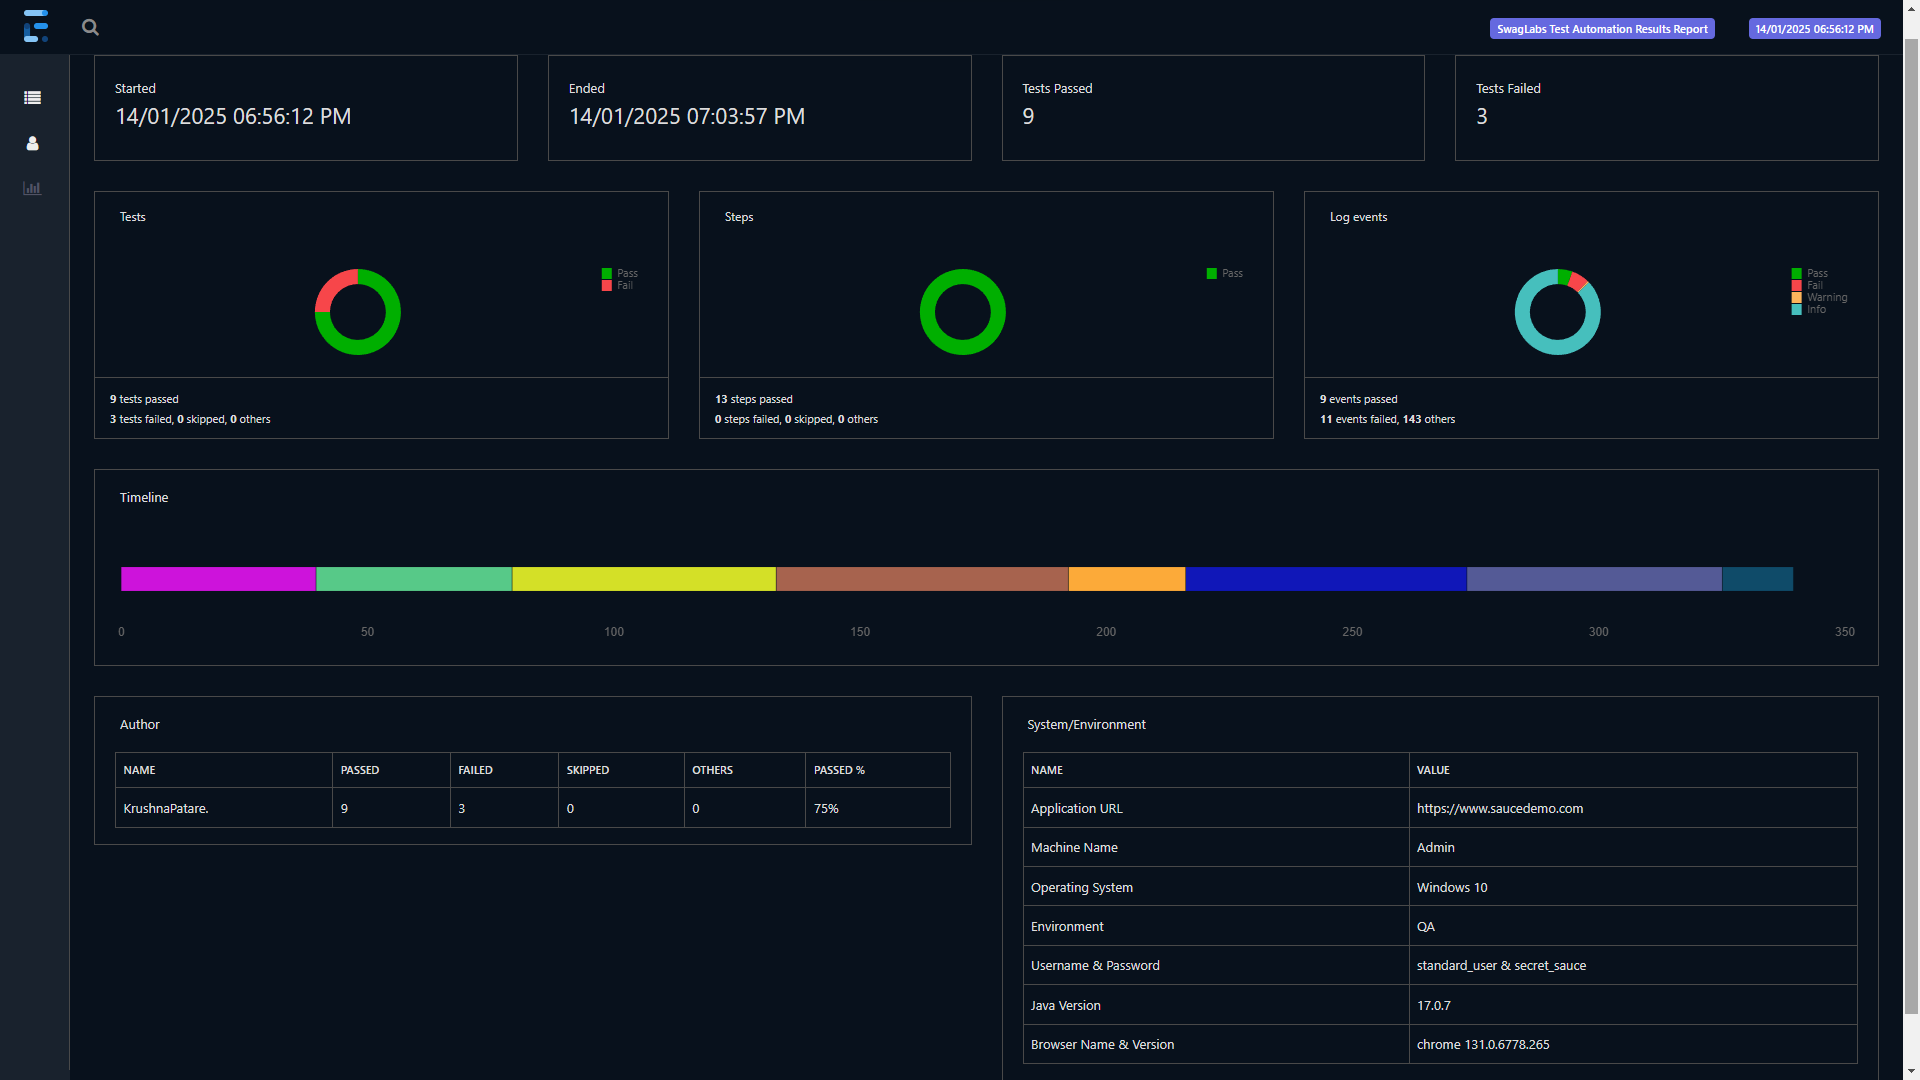 SwagLabs Test Automation Results Report 14/01/2025 06:56:12 PM
Started
14/01/2025 06:56:12 PM
Ended
14/01/2025 07:03:57 PM
Tests Passed
9
Tests Failed
3
Tests
Pass
Fail
9 tests passed
3 tests failed, 0 skipped, 0 others
Steps
Pass
13 steps passed
0 steps failed, 0 skipped, 0 others
Log events
Pass
Fail
Warning
Info
9 events passed
11 events failed, 143 others
Timeline
0 50 100 150 200 250 300 350
Author
NAME PASSED FAILED SKIPPED OTHERS PASSED %
KrushnaPatare. 9 3 0 0 75%
System/Environment
NAME VALUE
Application URL https://www.saucedemo.com
Machine Name Admin
Operating System Windows 10
Environment QA
Username & Password standard_user & secret_sauce
Java Version 17.0.7
Browser Name & Version chrome 131.0.6778.265